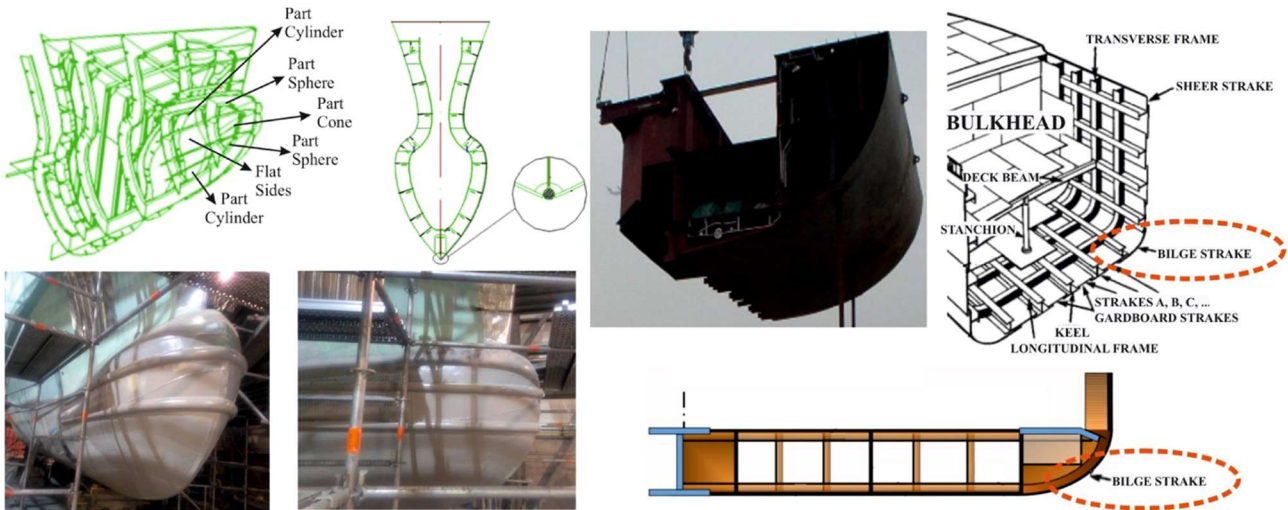 Part
Cylinder
Part
Sphere
Part
Cone
Part
Sphere
Flat
Sides
Part
Cylinder
TRANSVERSE FRAME
SHEER STRAKE
BULKHEAD
DECK BEAM
STANCHION
BILGE STRAKE
STRAKES A, B, C, ...
GARDBOARD STRAKES
KEEL
LONGITUDINAL FRAME
BILGE STRAKE